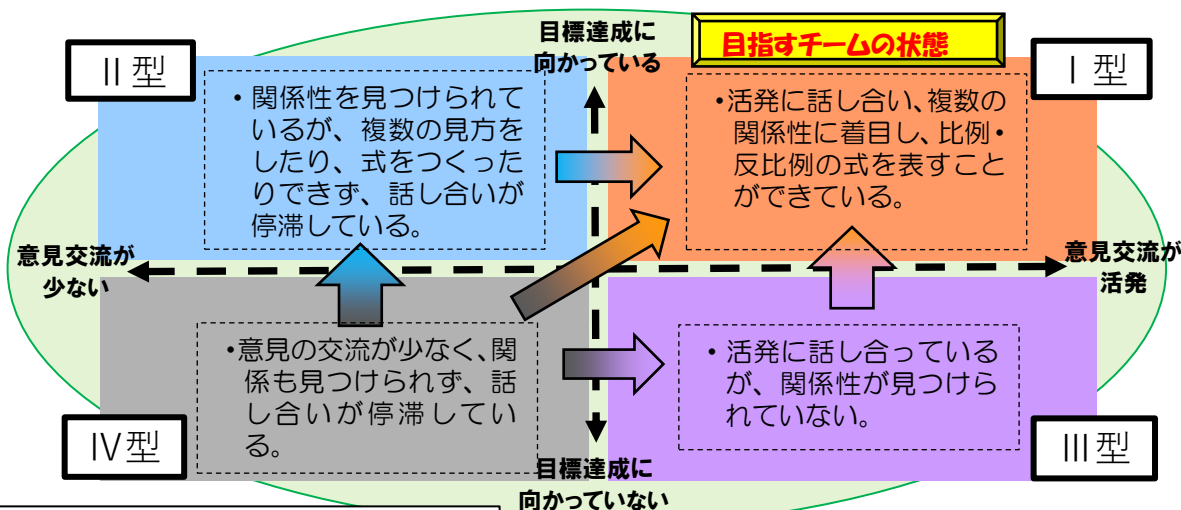 目標達成に
向かっている
目指すチームの状態
Ⅱ型
Ⅰ型
・関係性を見つけられて
いるが、複数の見方を
したり、式をつくった
りできず、話し合いが
停滞している。
・活発に話し合い、複数の
関係性に着目し、比例・
反比例の式を表すこと
ができている。
意見交流が
少ない
意見交流が
活発
・意見の交流が少なく、関
係も見つけられず、話
し合いが停滞してい
る。
・活発に話し合っている
が、関係性が見つけら
れていない。
Ⅳ型
Ⅲ型
目標達成に
向かっていない